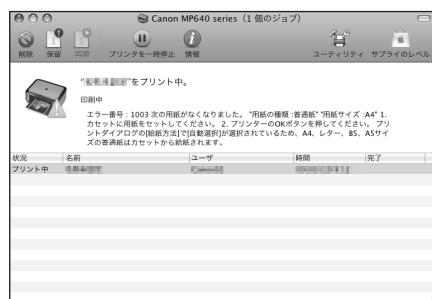 Canon MP640 series（1 個のジョブ）
削除 保留 再開 プリンタを一時停止 情報 ユーティリティ サプライのレベル
"をプリント中。
印刷中
エラー番号：1003 次の用紙がなくなりました。 "用紙の種類 :普通紙" "用紙サイズ :A4" 1.
カセットに用紙をセットしてください。 2. プリンターのOKボタンを押してください。 プリ
ントダイアログの[給紙方法]で[自動選択]が選択されているため、A4、レター、B5、A5サイ
ズの普通紙はカセットから給紙されます。
状況 名前 ユーザ 時間 完了
プリント中